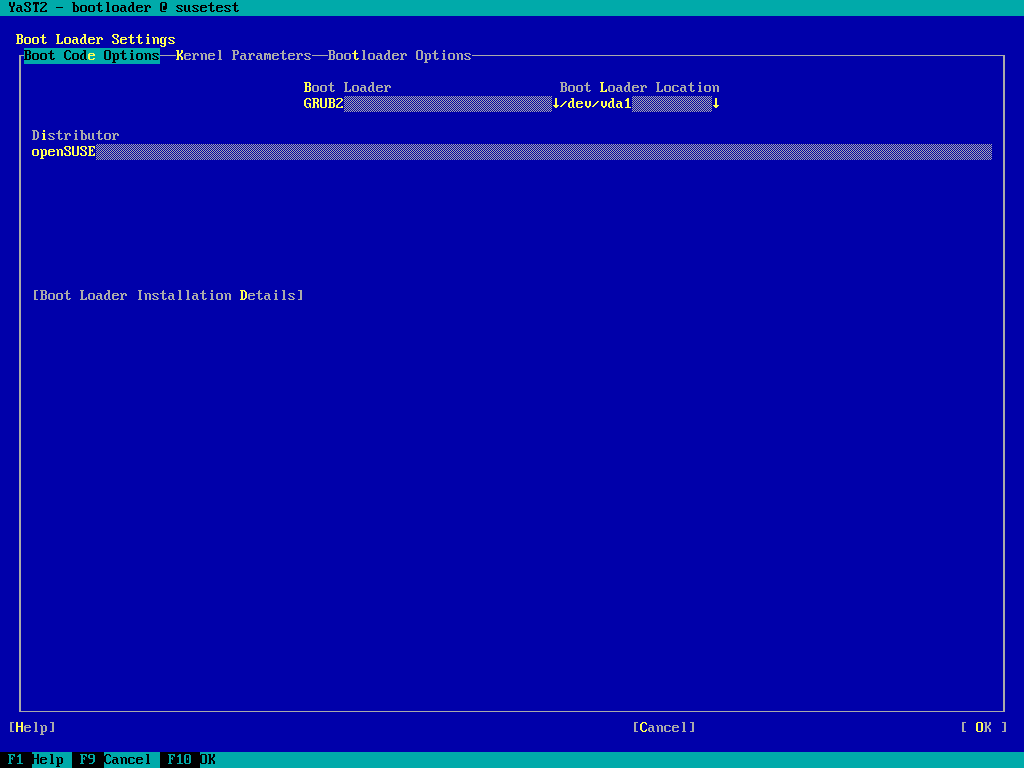 YaST2 - bootloader @ susetest
Boot Loader Settings
Boot Code Options—Kernel Parameters—Bootloader Options
Boot Loader Boot Loader Location
GRUB2↓/dev/vda1↓
Distributor
openSUSE
[Boot Loader Installation Details]
[Help] [Cancel] [ OK ]
F1 Help F9 Cancel F10 OK